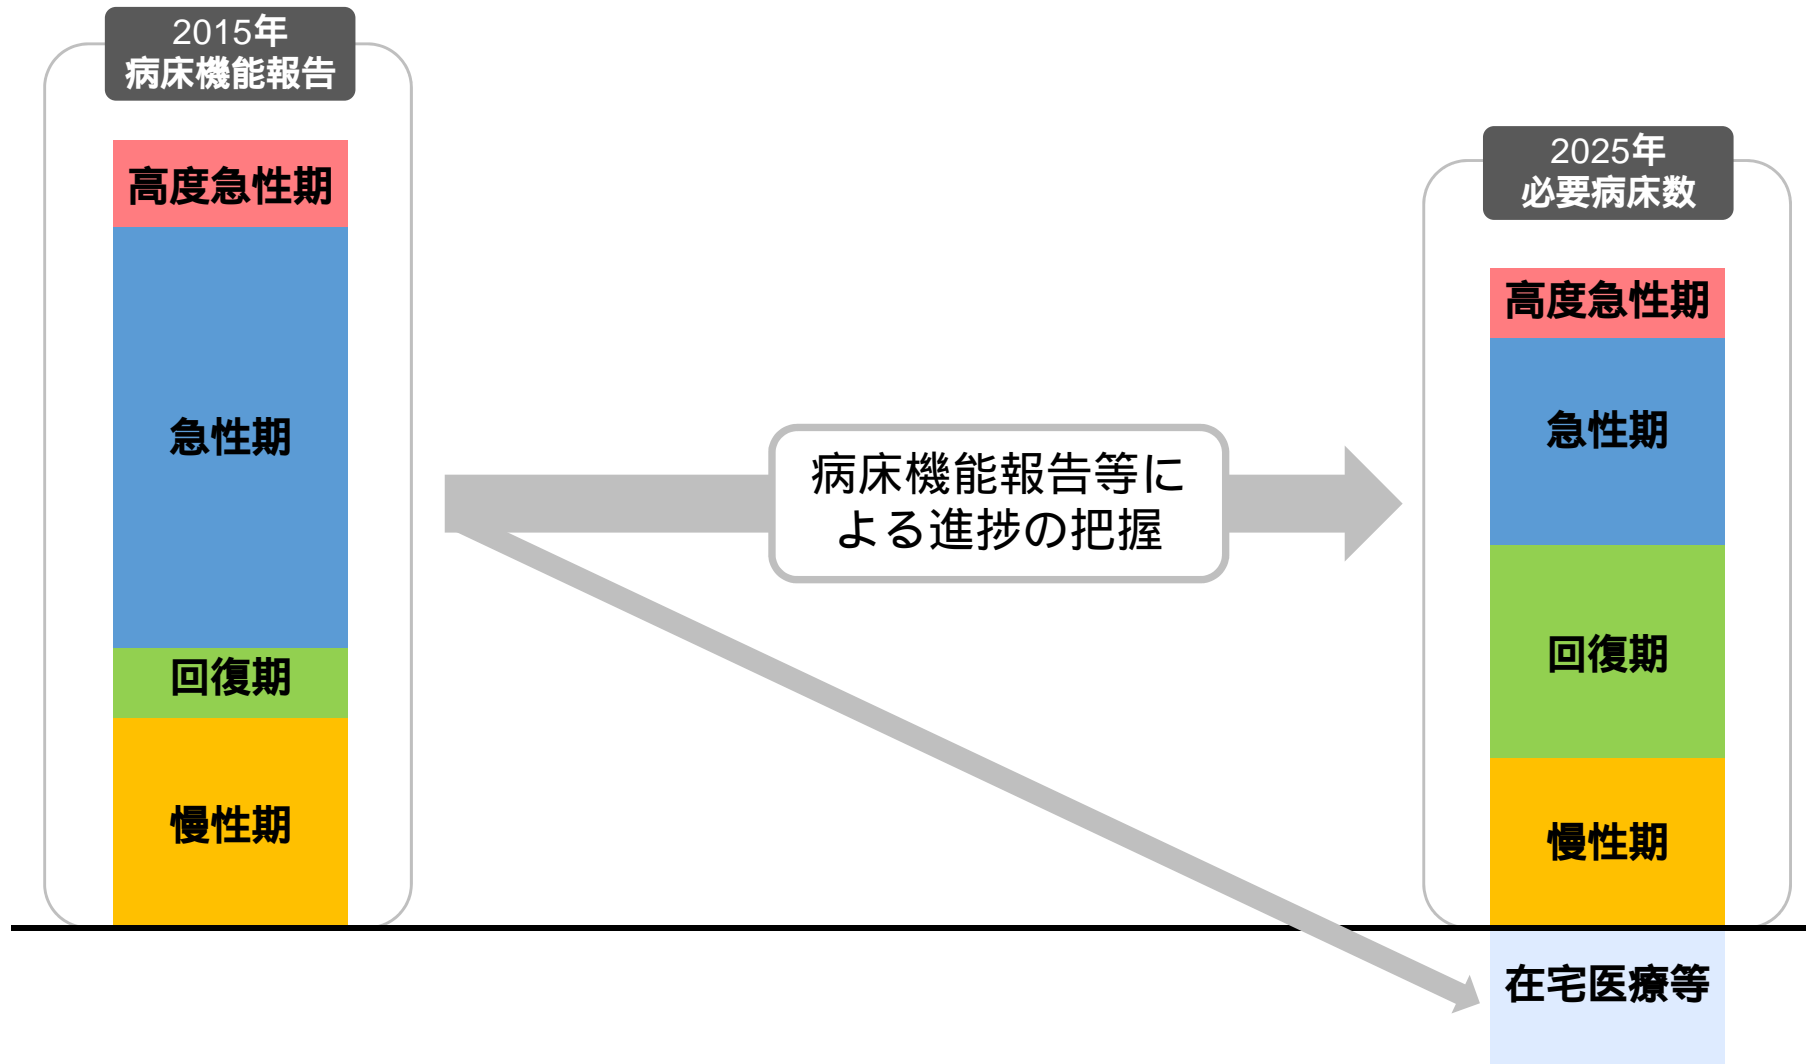 2015年
病床機能報告
高度急性期
急性期
回復期
慢性期
病床機能報告等に
よる進捗の把握
2025年
必要病床数
高度急性期
急性期
回復期
慢性期
在宅医療等